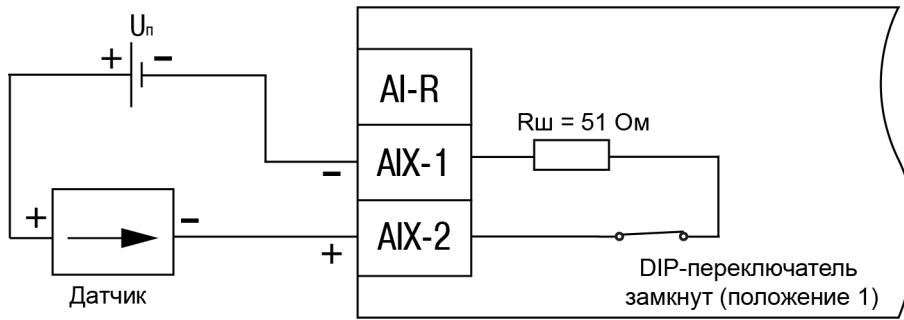 Uп
+ −
AI-R
Rш = 51 Ом
AIX-1
−
+ −
AIX-2
+
Датчик
DIP-переключатель
замкнут (положение 1)